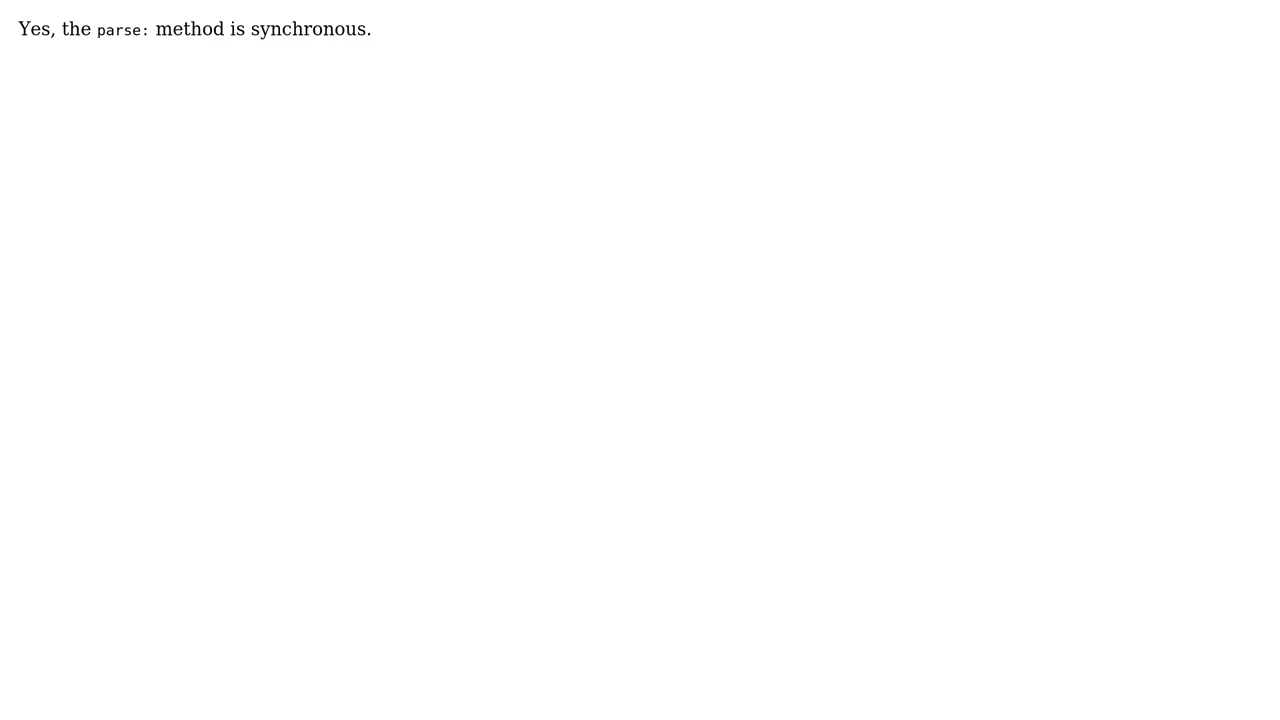 Yes, the parse: method is synchronous.